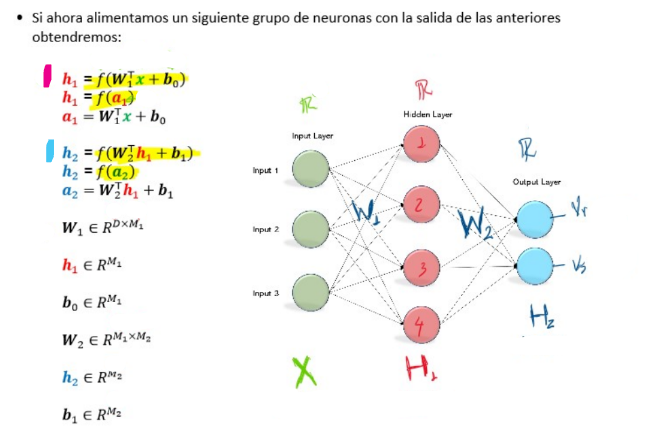 • Si ahora alimentamos un siguiente grupo de neuronas con la salida de las anteriores
obtendremos:
h₁ = f(W₁ᵀx + b₀)
h₁ = f(a₁)
a₁ = W₁ᵀx + b₀
h₂ = f(W₂ᵀh₁ + b₁)
h₂ = f(a₂)
a₂ = W₂ᵀh₁ + b₁
W₁ ∈ R^{D×M₁}
h₁ ∈ R^{M₁}
b₀ ∈ R^{M₁}
W₂ ∈ R^{M₁×M₂}
h₂ ∈ R^{M₂}
b₁ ∈ R^{M₂}
ℝ
Input Layer
Input 1
Input 2
Input 3
X
W₁
ℝ
Hidden Layer
1
2
3
4
H₁
W₂
ℝ
Output Layer
Vr
Vs
H₂